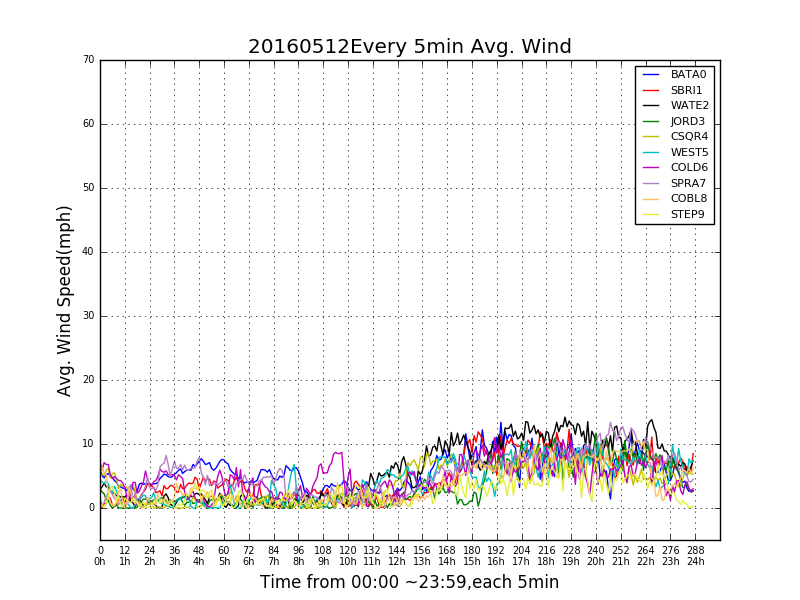 20160512Every 5min Avg. Wind
70
60
50
40
30
20
10
0
Avg. Wind Speed(mph)
BATA0
SBRI1
WATE2
JORD3
CSQR4
WEST5
COLD6
SPRA7
COBL8
STEP9
0 12 24 36 48 60 72 84 96 108 120 132 144 156 168 180 192 204 216 228 240 252 264 276 288
0h 1h 2h 3h 4h 5h 6h 7h 8h 9h 10h 11h 12h 13h 14h 15h 16h 17h 18h 19h 20h 21h 22h 23h 24h
Time from 00:00 ~23:59,each 5min